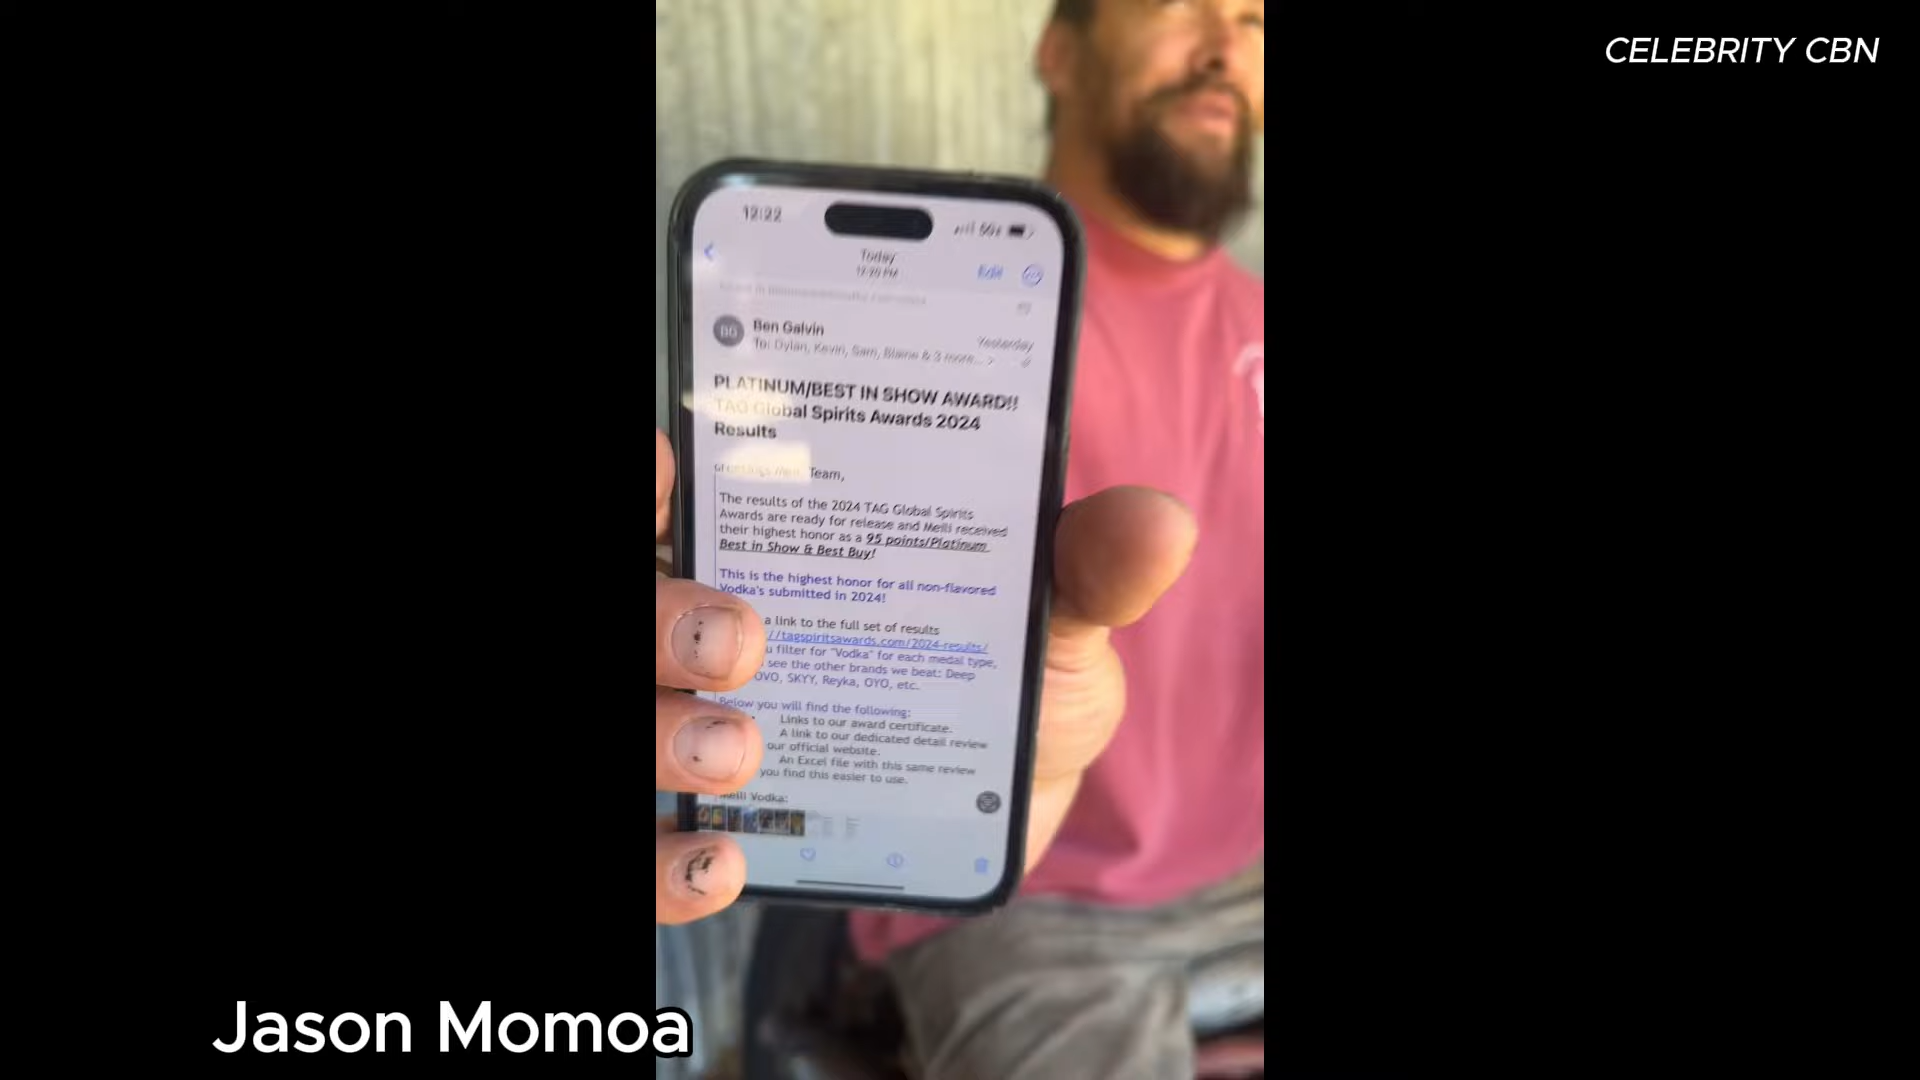 CELEBRITY CBN
12:22
Today
12:20 PM
Edit
BG
Ben Galvin
Yesterday
To: Dylan, Kevin, Sam, Blaine & 3 more...
PLATINUM/BEST IN SHOW AWARD!!
TAG Global Spirits Awards 2024
Results
Team,
The results of the 2024 TAG Global Spirits
Awards are ready for release and Meili received
their highest honor as a 95 points/Platinum
Best in Show & Best Buy!
This is the highest honor for all non-flavored
Vodka's submitted in 2024!
a link to the full set of results
://tagspiritsawards.com/2024-results/
u filter for "Vodka" for each medal type,
see the other brands we beat: Deep
OVO, SKYY, Reyka, OYO, etc.
Below you will find the following:
Links to our award certificate.
A link to our dedicated detail review
our official website.
An Excel file with this same review
you find this easier to use.
Meili Vodka:
Jason Momoa